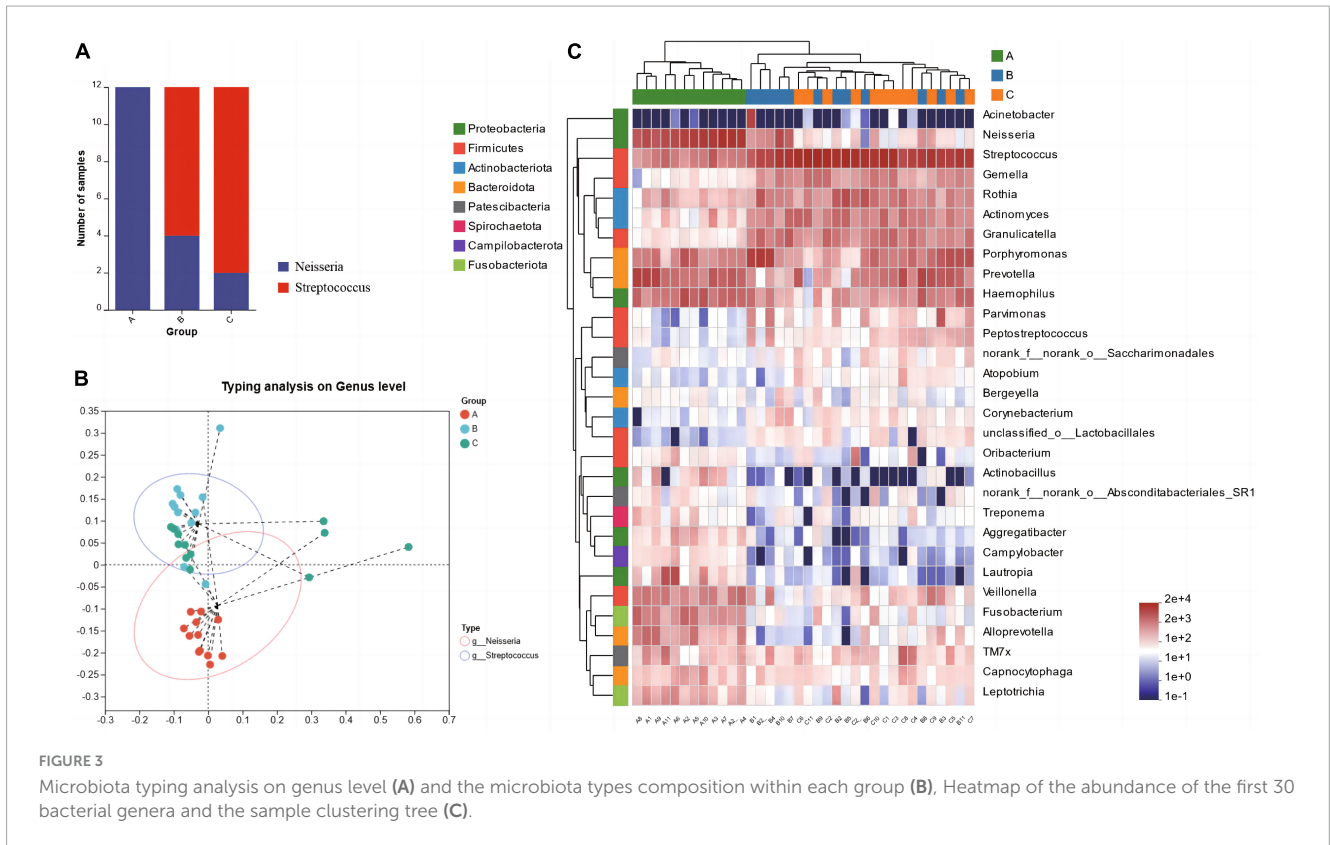 A
12
10
8
6
4
2
0
Number of samples
A
B
C
Group
Neisseria
Streptococcus
B
Typing analysis on Genus level
0.35
0.3
0.25
0.2
0.15
0.1
0.05
0
-0.05
-0.1
-0.15
-0.2
-0.25
-0.3
-0.3
-0.2
-0.1
0
0.1
0.2
0.3
0.4
0.5
0.6
0.7
Group
A
B
C
Type
g__Neisseria
g__Streptococcus
C
Proteobacteria
Firmicutes
Actinobacteriota
Bacteroidota
Patescibacteria
Spirochaetota
Campilobacterota
Fusobacteriota
A
B
C
Acinetobacter
Neisseria
Streptococcus
Gemella
Rothia
Actinomyces
Granulicatella
Porphyromonas
Prevotella
Haemophilus
Parvimonas
Peptostreptococcus
norank_f__norank_o__Saccharimonadales
Atopobium
Bergeyella
Corynebacterium
unclassified_o__Lactobacillales
Oribacterium
Actinobacillus
norank_f__norank_o__Absconditabacteriales_SR1
Treponema
Aggregatibacter
Campylobacter
Lautropia
Veillonella
Fusobacterium
Alloprevotella
TM7x
Capnocytophaga
Leptotrichia
2e+4
2e+3
1e+2
1e+1
1e+0
1e-1
FIGURE 3
Microbiota typing analysis on genus level (A) and the microbiota types composition within each group (B), Heatmap of the abundance of the first 30
bacterial genera and the sample clustering tree (C).